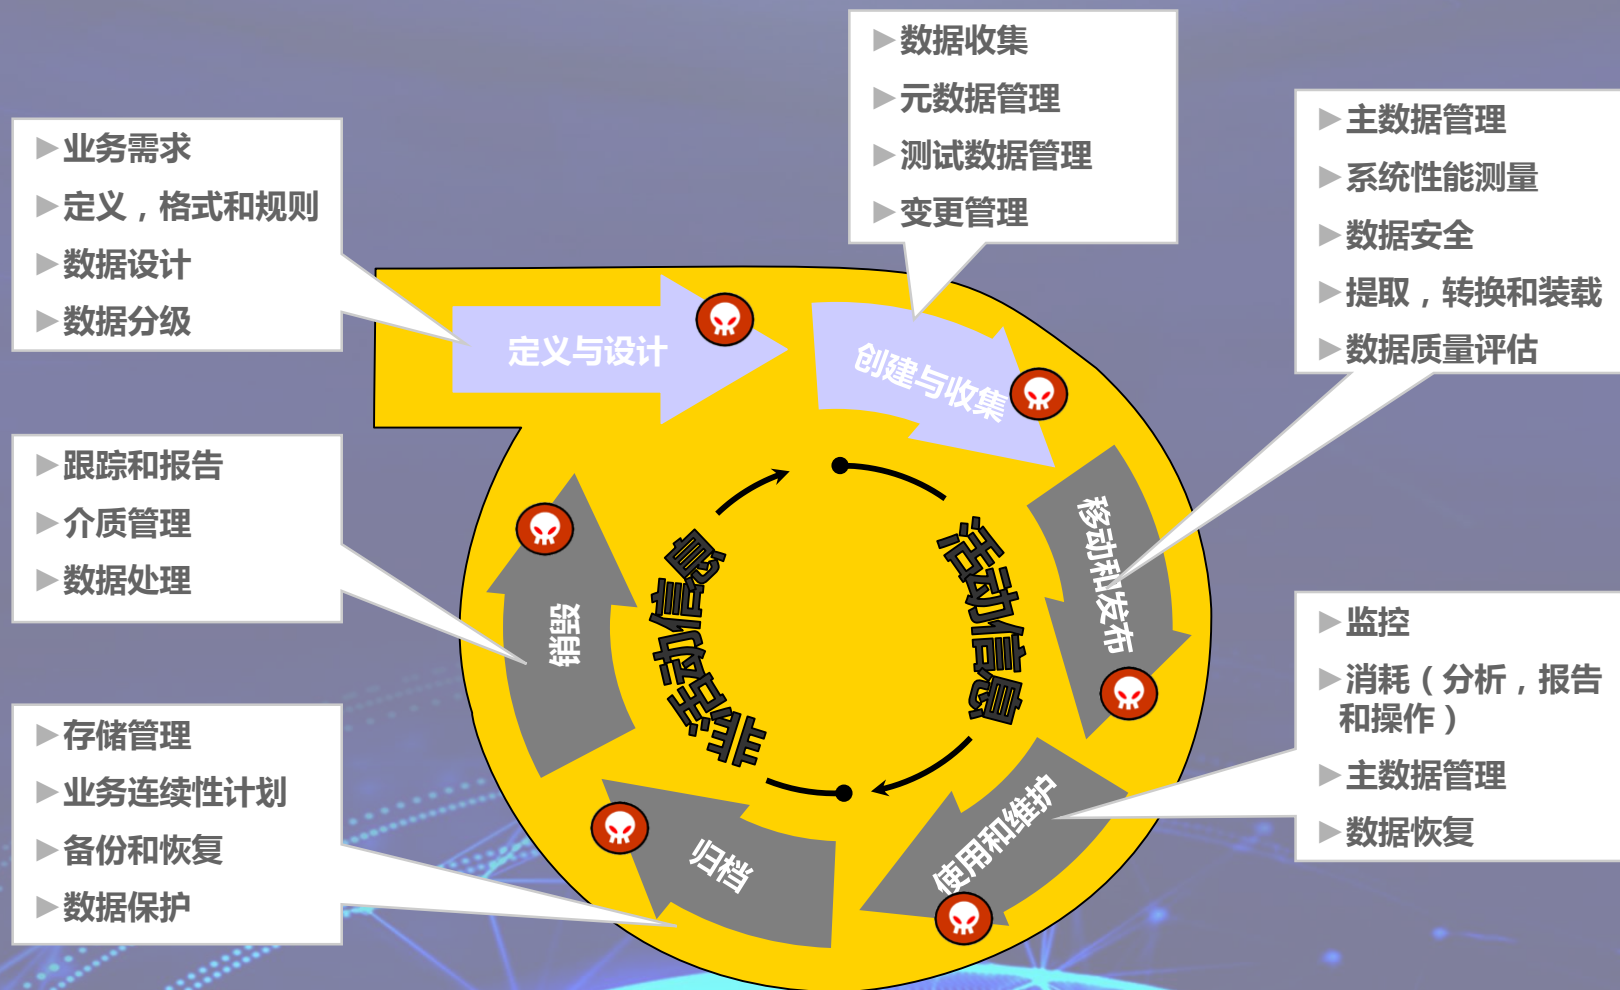 数据收集
元数据管理
测试数据管理
变更管理
业务需求
定义，格式和规则
数据设计
数据分级
主数据管理
系统性能测量
数据安全
提取，转换和装载
数据质量评估
定义与设计
创建与收集
移动和发布
使用和维护
归档
销毁
活动信息
非活动信息
跟踪和报告
介质管理
数据处理
监控
消耗（分析，报告
和操作）
主数据管理
数据恢复
存储管理
业务连续性计划
备份和恢复
数据保护